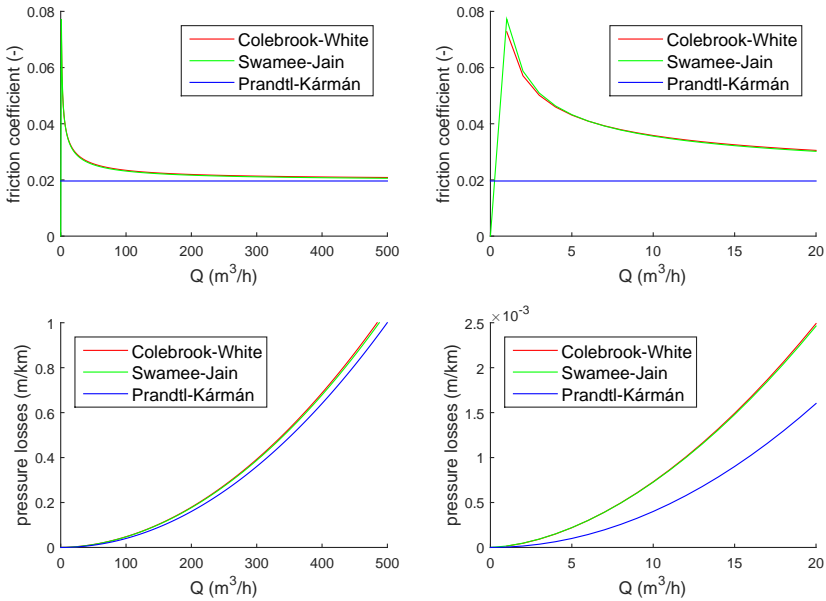 0.08
0.06
0.04
0.02
0
friction coefficient (-)
Colebrook-White
Swamee-Jain
Prandtl-Kármán
0 100 200 300 400 500
Q (m³/h)
0.08
0.06
0.04
0.02
0
friction coefficient (-)
Colebrook-White
Swamee-Jain
Prandtl-Kármán
0 5 10 15 20
Q (m³/h)
1
0.8
0.6
0.4
0.2
0
pressure losses (m/km)
Colebrook-White
Swamee-Jain
Prandtl-Kármán
0 100 200 300 400 500
Q (m³/h)
×10⁻³
2.5
2
1.5
1
0.5
0
pressure losses (m/km)
Colebrook-White
Swamee-Jain
Prandtl-Kármán
0 5 10 15 20
Q (m³/h)